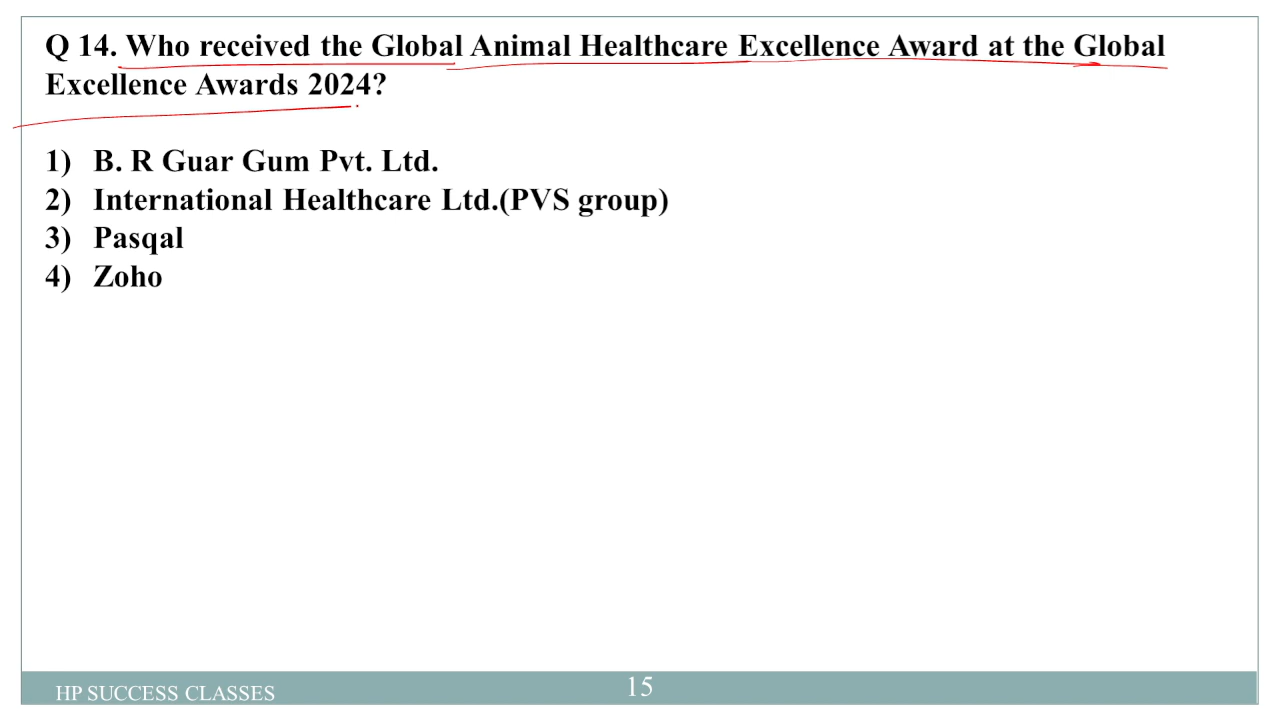 Q 14. Who received the Global Animal Healthcare Excellence Award at the Global
Excellence Awards 2024?
1) B. R Guar Gum Pvt. Ltd.
2) International Healthcare Ltd.(PVS group)
3) Pasqal
4) Zoho
HP SUCCESS CLASSES
15